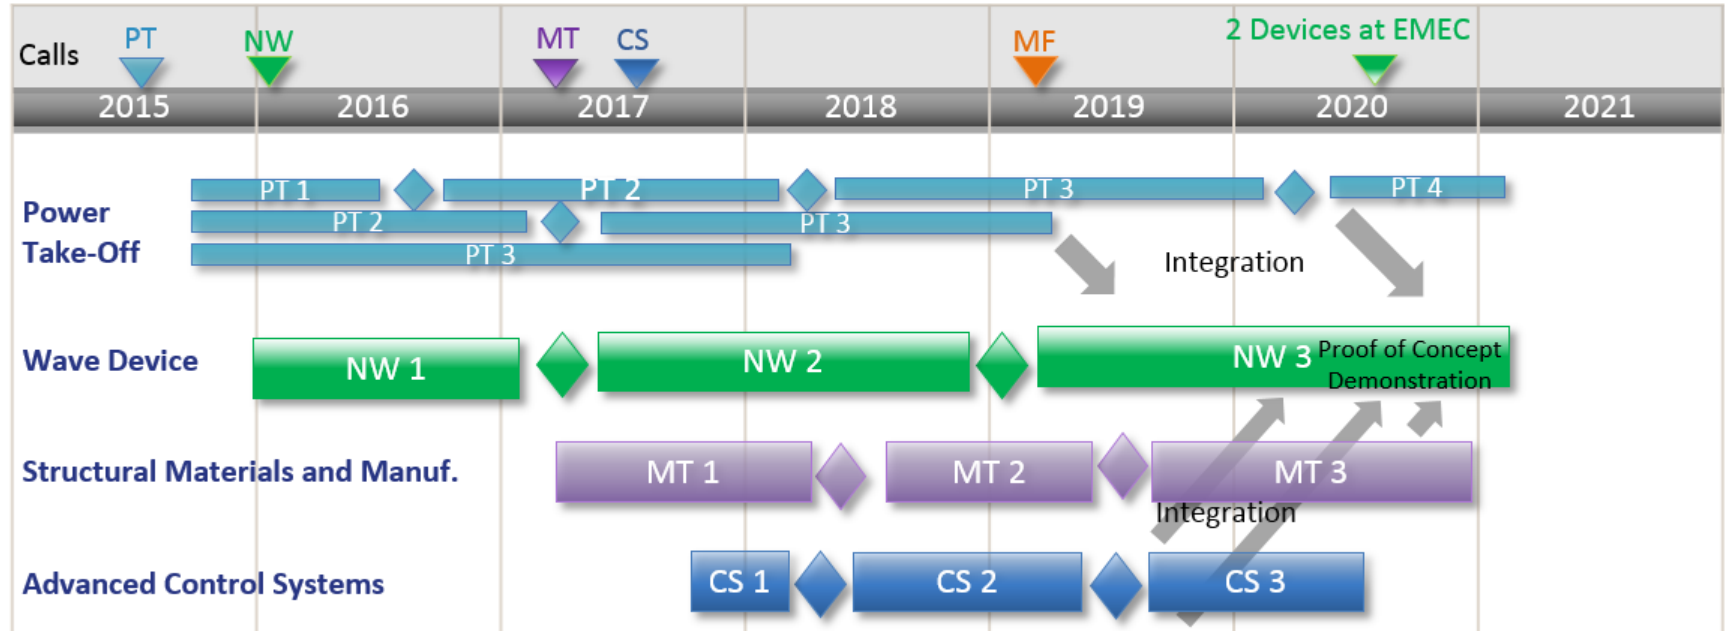 2 Devices at EMEC
PT
NW
MT
CS
MF
Calls
2015
2016
2017
2018
2019
2020
2021
PT 1
PT 2
PT 3
PT 4
Power
Take-Off
PT 2
PT 3
PT 3
Integration
Wave Device
NW 1
NW 2
NW 3
Proof of Concept
Demonstration
Structural Materials and Manuf.
MT 1
MT 2
MT 3
Integration
Advanced Control Systems
CS 1
CS 2
CS 3